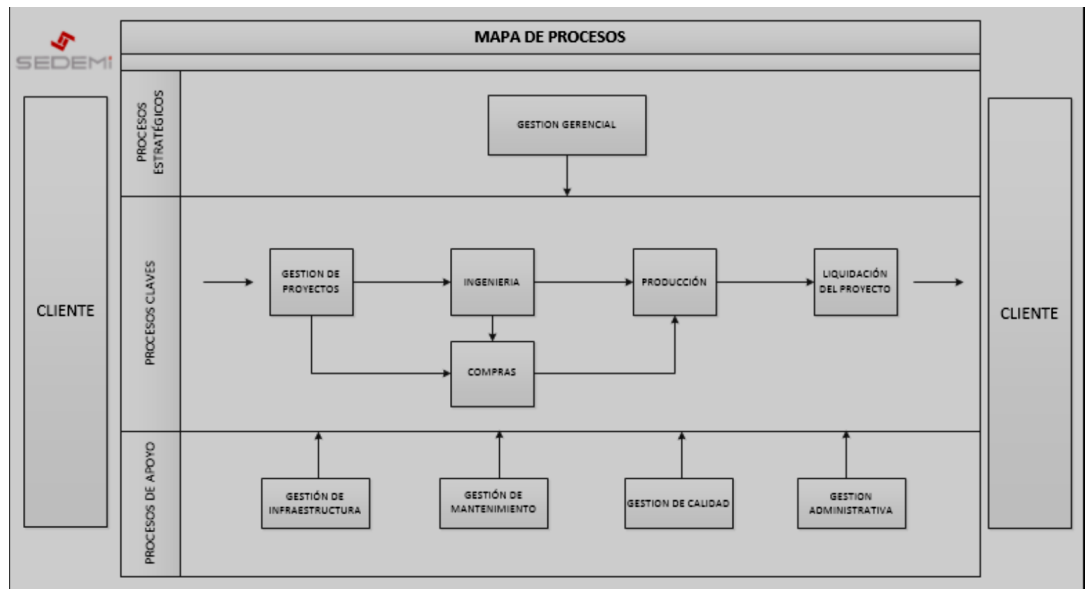 SEDEMI
MAPA DE PROCESOS
PROCESOS
ESTRATÉGICOS
GESTION GERENCIAL
CLIENTE
PROCESOS CLAVES
GESTION DE
PROYECTOS
INGENIERIA
PRODUCCIÓN
LIQUIDACIÓN
DEL PROYECTO
COMPRAS
CLIENTE
PROCESOS DE APOYO
GESTIÓN DE
INFRAESTRUCTURA
GESTIÓN DE
MANTENIMIENTO
GESTION DE CALIDAD
GESTION
ADMINISTRATIVA